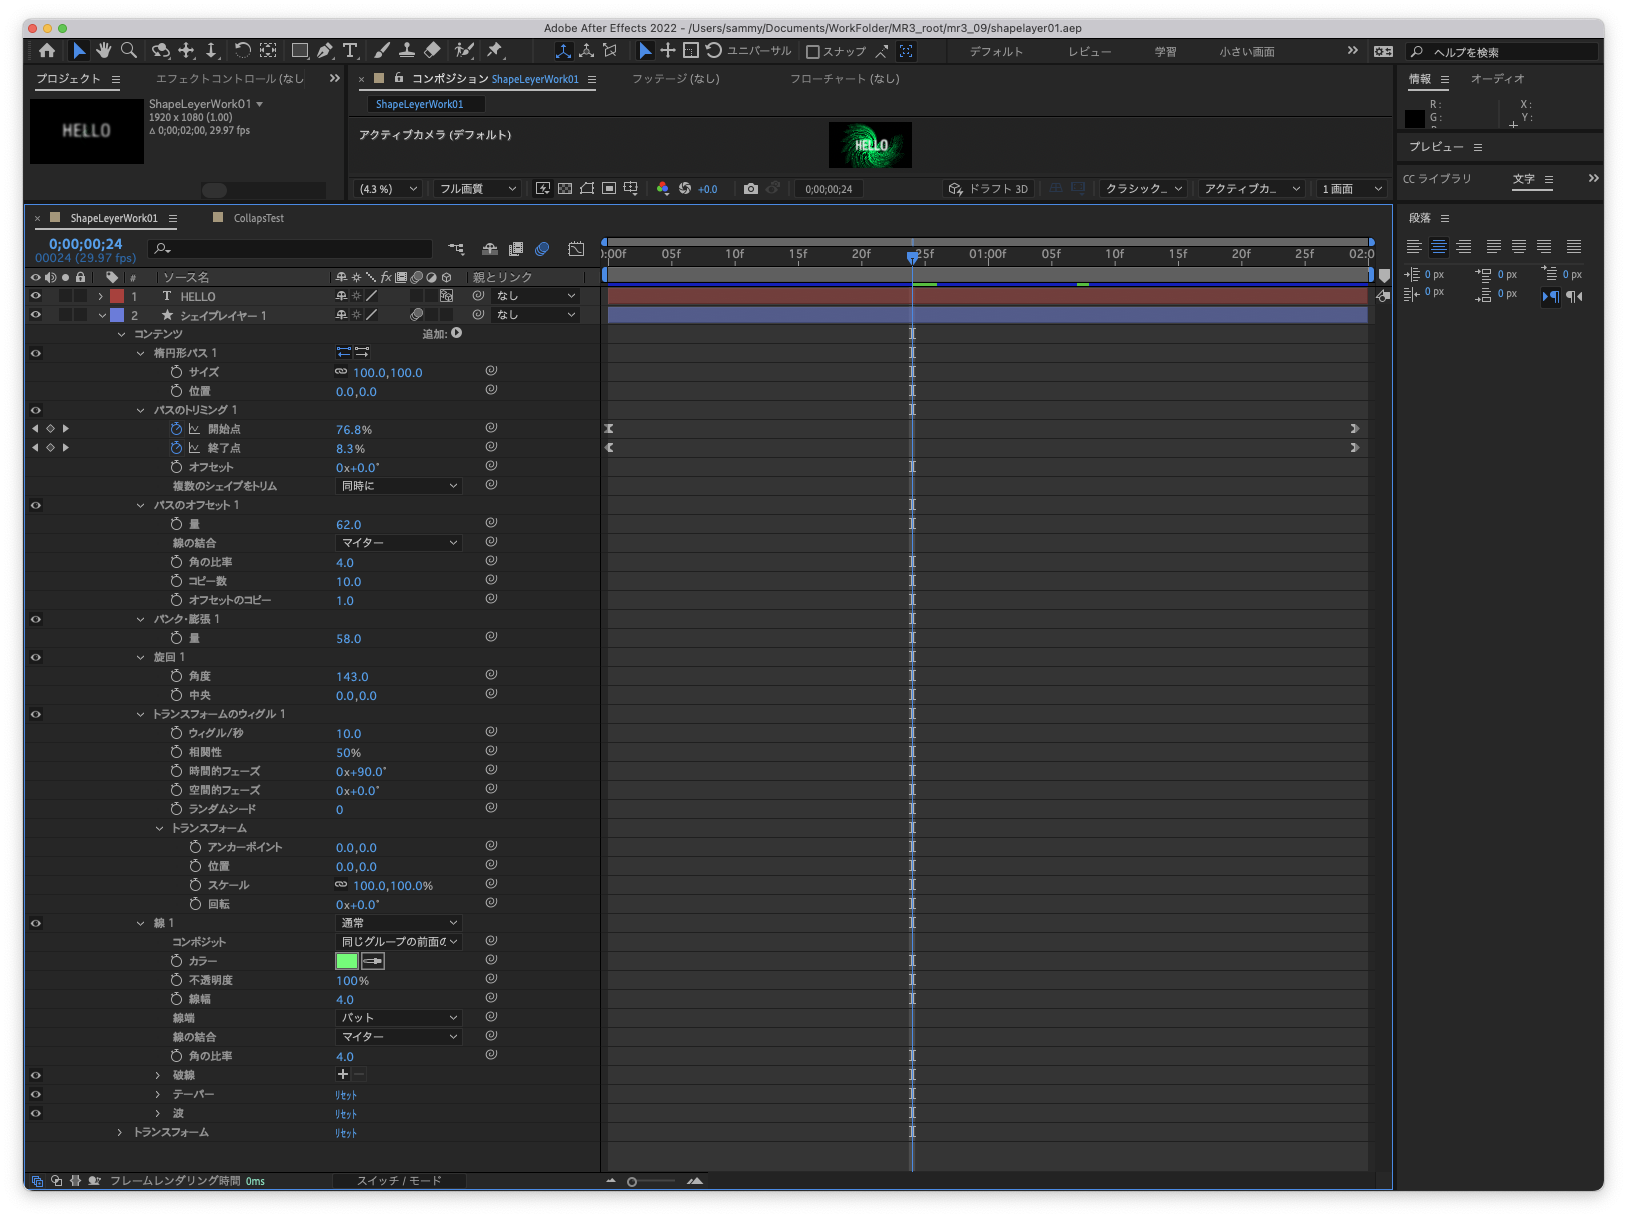 Adobe After Effects 2022 - /Users/sammy/Documents/WorkFolder/MR3_root/mr3_09/shapelayer01.aep
ユニバーサル スナップ デフォルト レビュー 学習 小さい画面 ヘルプを検索
プロジェクト エフェクトコントロール (なし
ShapeLeyerWork01
1920 x 1080 (1.00)
Δ 0;00;02;00, 29.97 fps
HELLO
コンポジション ShapeLeyerWork01 フッテージ (なし) フローチャート (なし)
ShapeLeyerWork01
アクティブカメラ (デフォルト)
HELLO
(4.3 %) フル画質 +0.0 0;00;00;24 ドラフト 3D クラシック... アクティブカ... 1 画面
情報 オーディオ
R: X:
G: Y:
プレビュー
CC ライブラリ 文字
段落
0 px 0 px 0 px
0 px 0 px
ShapeLeyerWork01 CollapsTest
0;00;00;24
00024 (29.97 fps)
):00f 05f 10f 15f 20f 25f 01:00f 05f 10f 15f 20f 25f 02:0
# ソース名 fx 親とリンク
1 T HELLO なし
2 シェイプレイヤー 1 なし
コンテンツ 追加:
楕円形パス 1
サイズ 100.0,100.0
位置 0.0,0.0
パスのトリミング 1
開始点 76.8%
終了点 8.3%
オフセット 0x+0.0°
複数のシェイプをトリム 同時に
パスのオフセット 1
量 62.0
線の結合 マイター
角の比率 4.0
コピー数 10.0
オフセットのコピー 1.0
パンク・膨張 1
量 58.0
旋回 1
角度 143.0
中央 0.0,0.0
トランスフォームのウィグル 1
ウィグル/秒 10.0
相関性 50%
時間的フェーズ 0x+90.0°
空間的フェーズ 0x+0.0°
ランダムシード 0
トランスフォーム
アンカーポイント 0.0,0.0
位置 0.0,0.0
スケール 100.0,100.0%
回転 0x+0.0°
線 1 通常
コンポジット 同じグループの前面の
カラー
不透明度 100%
線幅 4.0
線端 バット
線の結合 マイター
角の比率 4.0
破線 + −
テーパー リセット
波 リセット
トランスフォーム リセット
フレームレンダリング時間 0ms スイッチ / モード